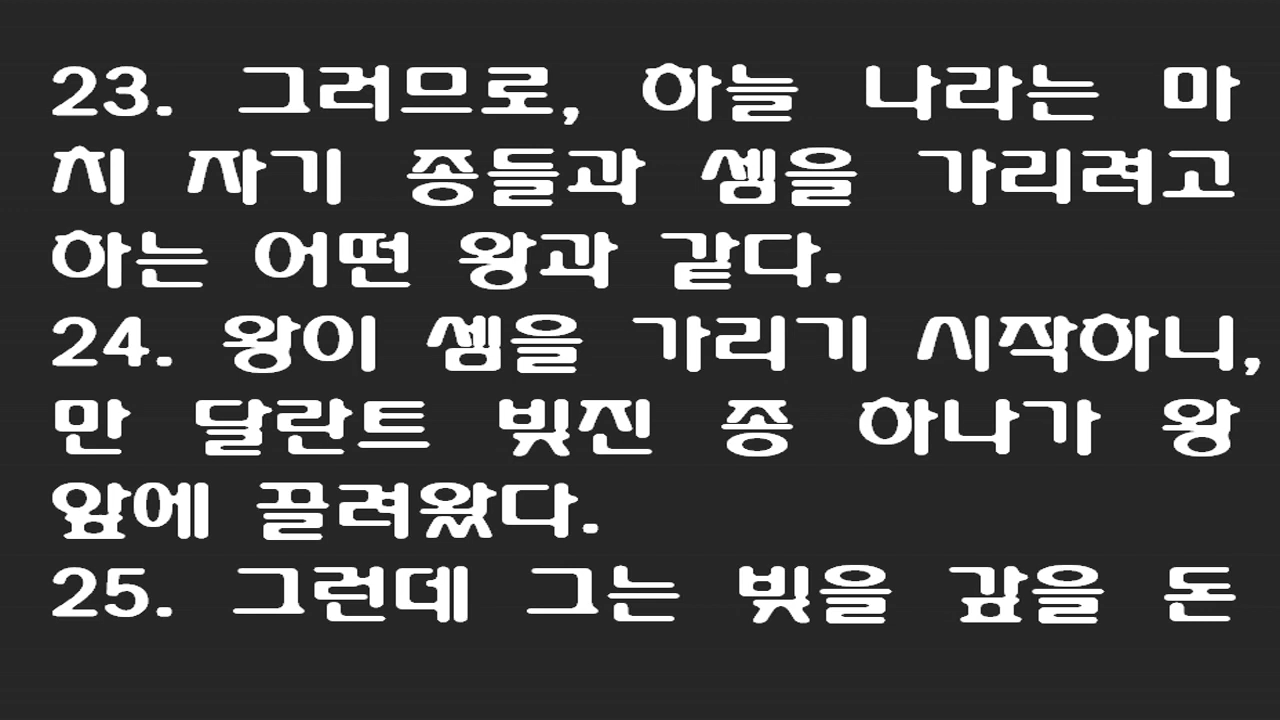 23. 그러므로, 하늘 나라는 마
치 자기 종들과 셈을 가리려고
하는 어떤 왕과 같다.
24. 왕이 셈을 가리기 시작하니,
만 달란트 빚진 종 하나가 왕
앞에 끌려왔다.
25. 그런데 그는 빚을 갚을 돈